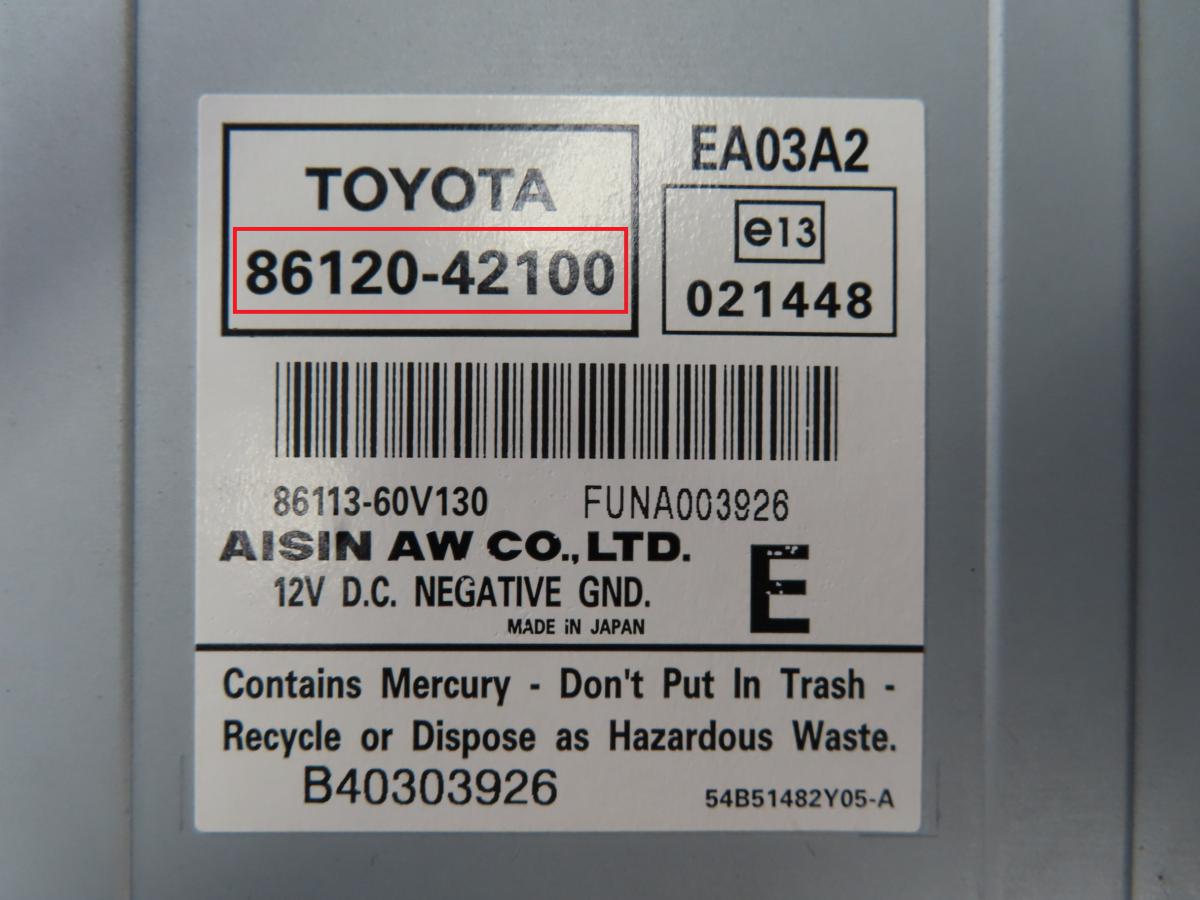 TOYOTA
86120-42100
EA03A2
e13
021448
86113-60V130 FUNA003926
AISIN AW CO.,LTD.
12V D.C. NEGATIVE GND.
MADE iN JAPAN
E
Contains Mercury - Don't Put In Trash -
Recycle or Dispose as Hazardous Waste.
B40303926
54B51482Y05-A